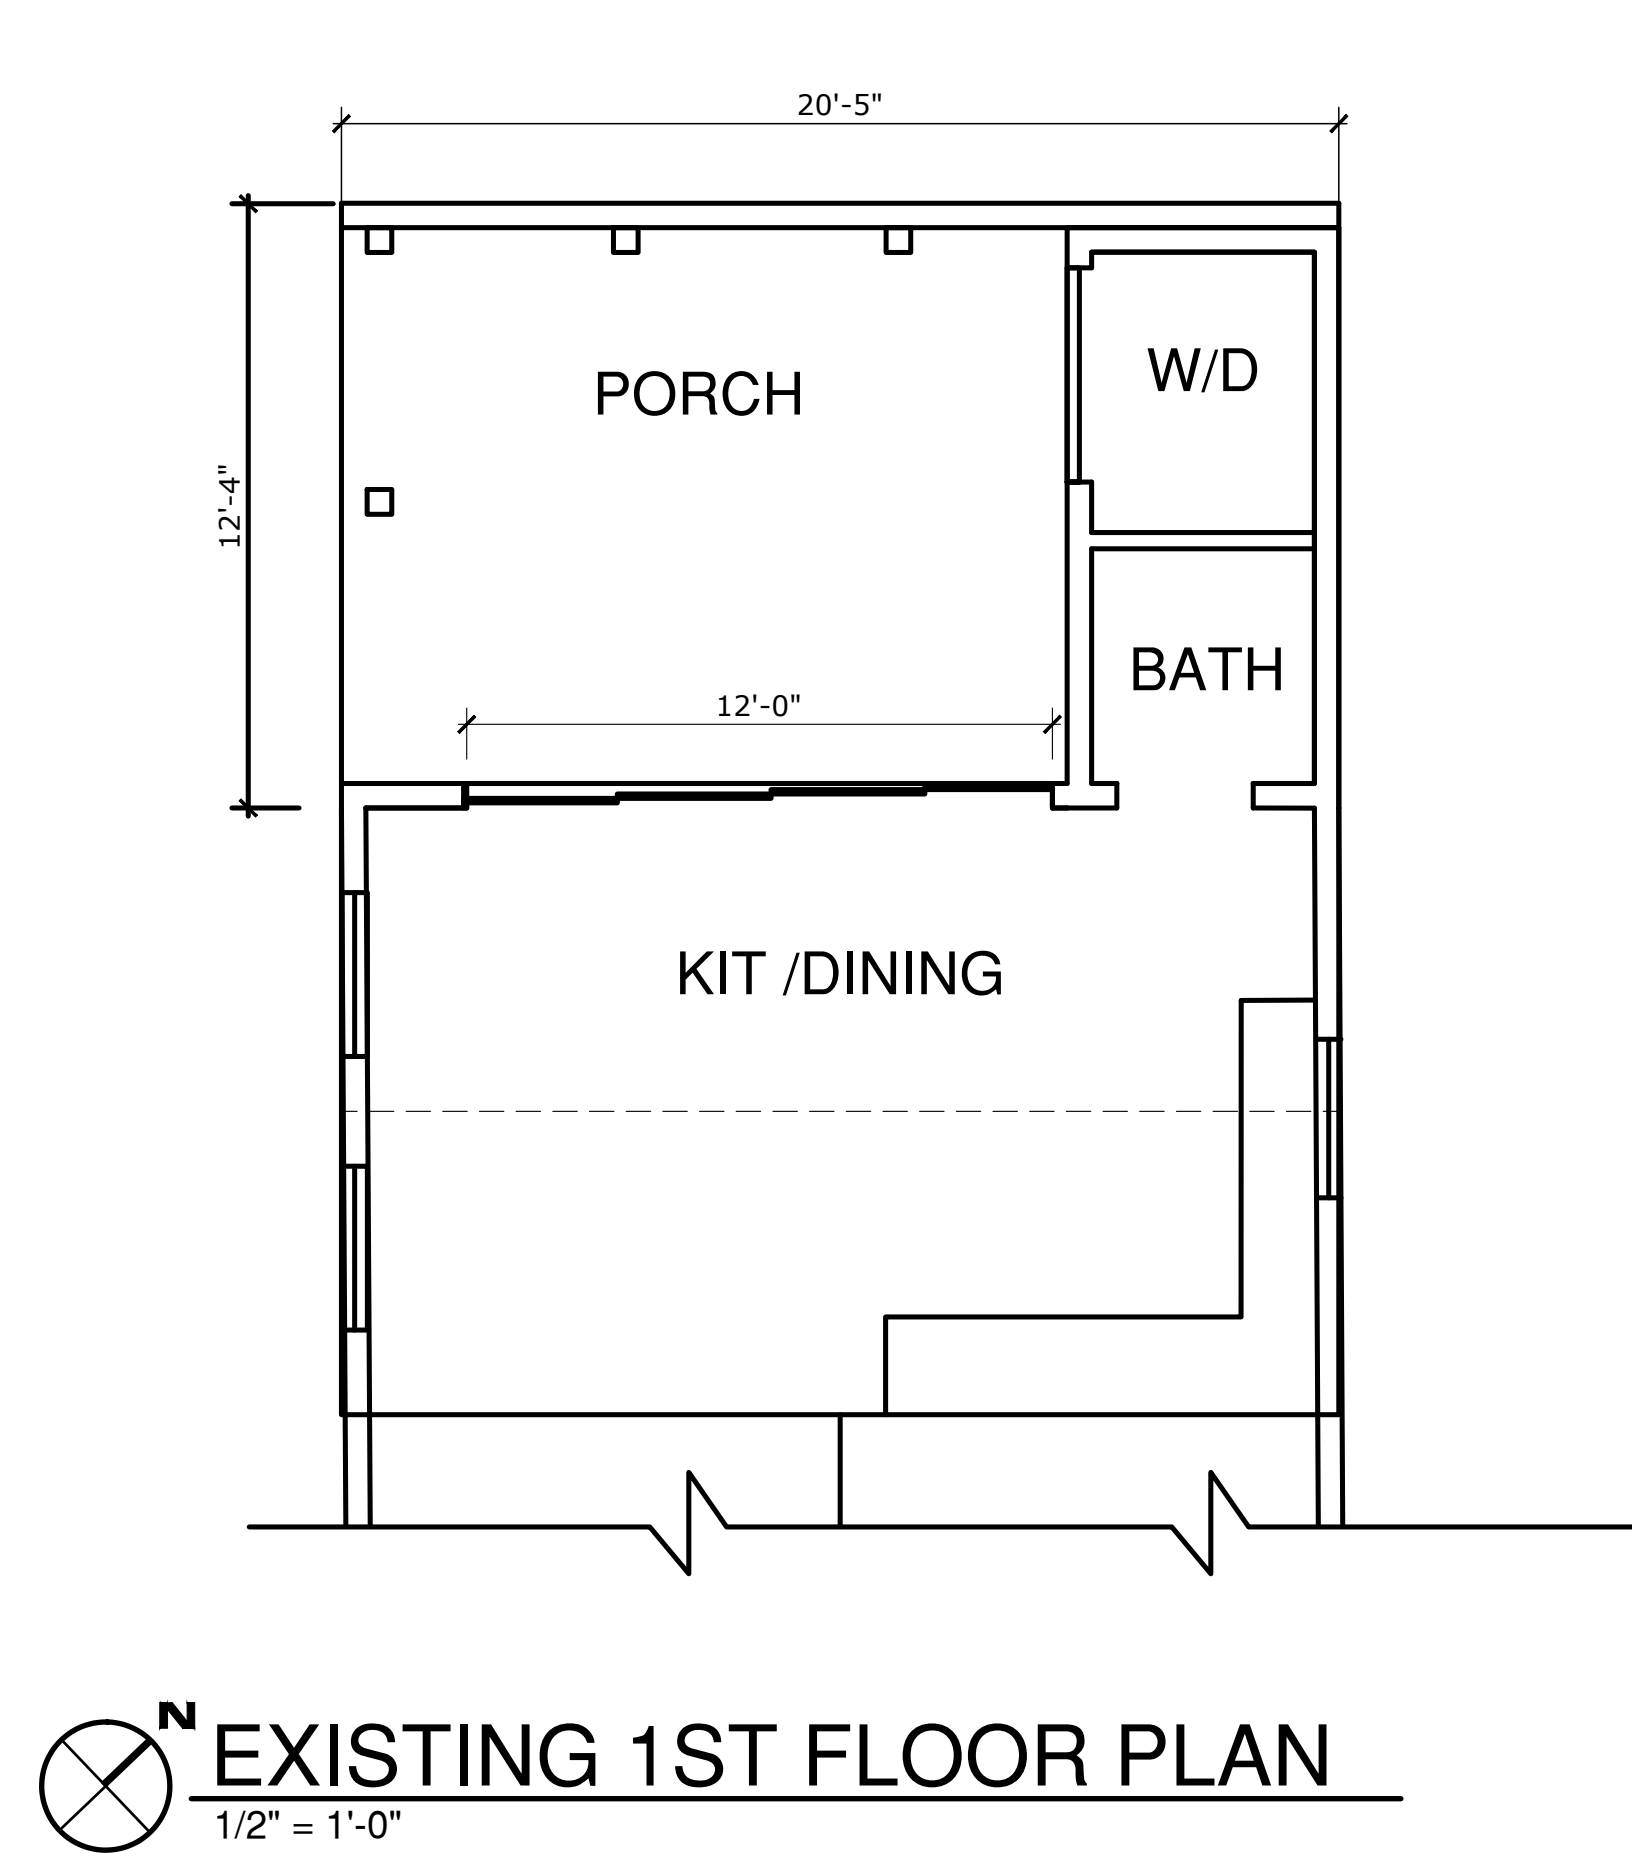 20'-5"
12'-4"
PORCH
W/D
BATH
12'-0"
KIT /DINING
N
EXISTING 1ST FLOOR PLAN
1/2" = 1'-0"